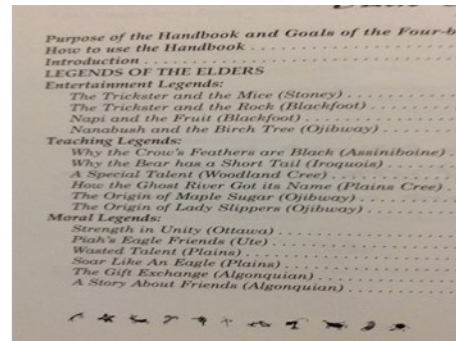 Purpose of the Handbook and Goals of the Four-b
How to use the Handbook . . . . . . . . . . . . . . . . . . . .
Introduction . . . . . . . . . . . . . . . . . . . . . . . . . . . . . . .
LEGENDS OF THE ELDERS
Entertainment Legends:
The Trickster and the Mice (Stoney) . . . . . . . . .
The Trickster and the Rock (Blackfoot) . . . . . .
Napi and the Fruit (Blackfoot) . . . . . . . . . . . . . .
Nanabush and the Birch Tree (Ojibway) . . . . . .
Teaching Legends:
Why the Crow's Feathers are Black (Assiniboine) .
Why the Bear has a Short Tail (Iroquois) . . . . .
A Special Talent (Woodland Cree) . . . . . . . . . . .
How the Ghost River Got its Name (Plains Cree) .
The Origin of Maple Sugar (Ojibway) . . . . . . . .
The Origin of Lady Slippers (Ojibway) . . . . . . .
Moral Legends:
Strength in Unity (Ottawa) . . . . . . . . . . . . . . . . .
Piah's Eagle Friends (Ute) . . . . . . . . . . . . . . . . . .
Wasted Talent (Plains) . . . . . . . . . . . . . . . . . . . . .
Soar Like An Eagle (Plains) . . . . . . . . . . . . . . . .
The Gift Exchange (Algonquian) . . . . . . . . . . . .
A Story About Friends (Algonquian) . . . . . . . . .